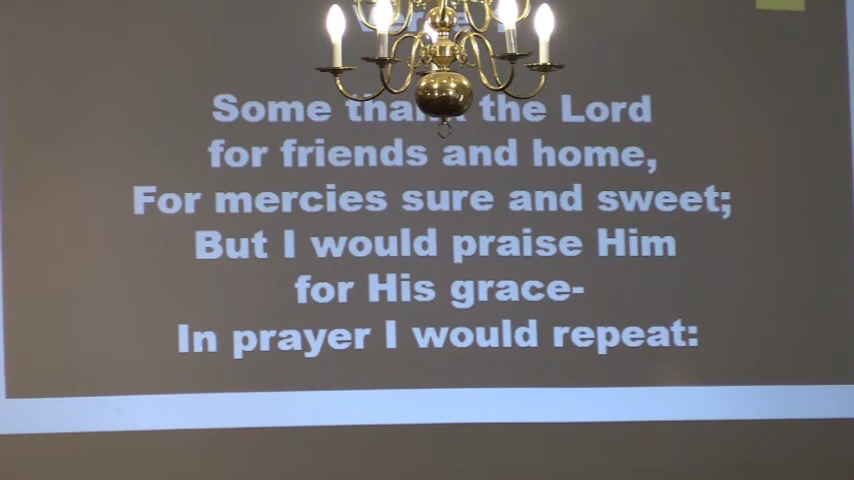 Some thank the Lord
for friends and home,
For mercies sure and sweet;
But I would praise Him
for His grace-
In prayer I would repeat: